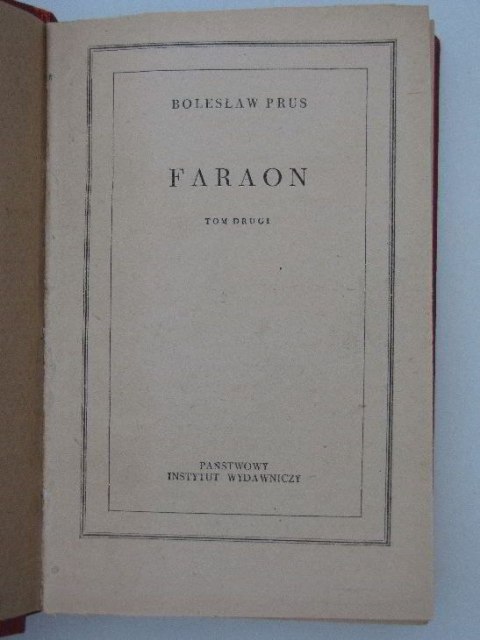 BOLESŁAW PRUS
FARAON
TOM DRUGI
PAŃSTWOWY
INSTYTUT WYDAWNICZY